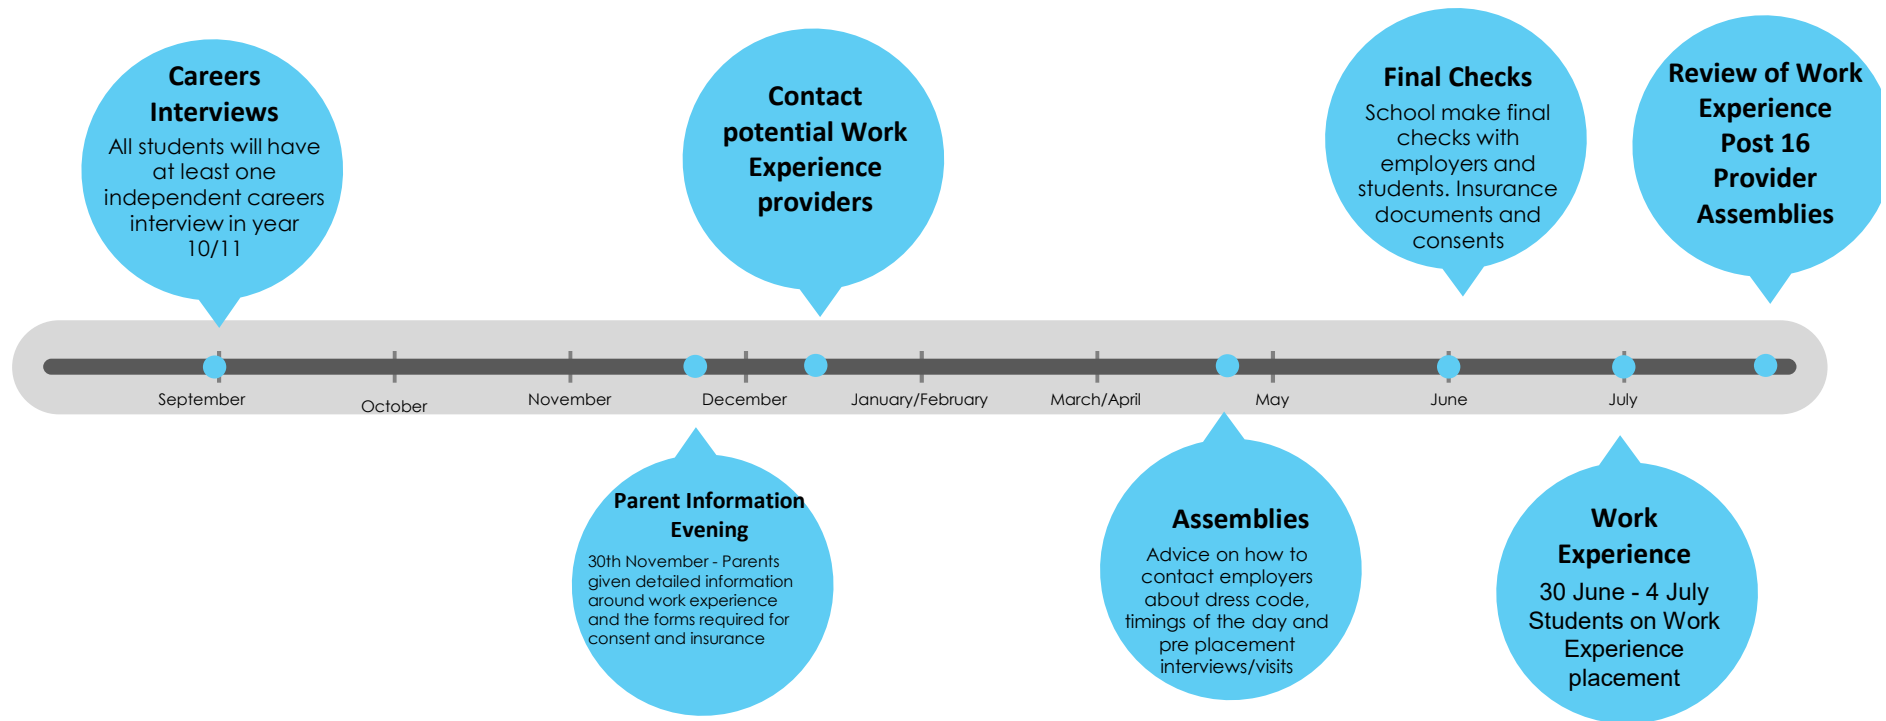 Careers
Interviews
All students will have
at least one
independent careers
interview in year
10/11
Contact
potential Work
Experience
providers
Final Checks
School make final
checks with
employers and
students. Insurance
documents and
consents
Review of Work
Experience
Post 16
Provider
Assemblies
September
October
November
December
January/February
March/April
May
June
July
Parent Information
Evening
30th November - Parents
given detailed information
around work experience
and the forms required for
consent and insurance
Assemblies
Advice on how to
contact employers
about dress code,
timings of the day and
pre placement
interviews/visits
Work
Experience
30 June - 4 July
Students on Work
Experience
placement